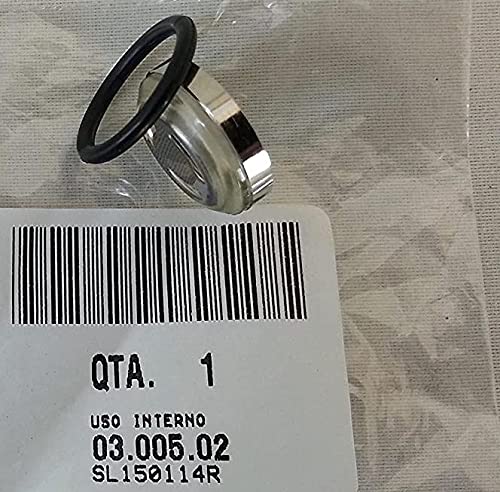 QTA. 1
USO INTERNO
03.005.02
SL150114R